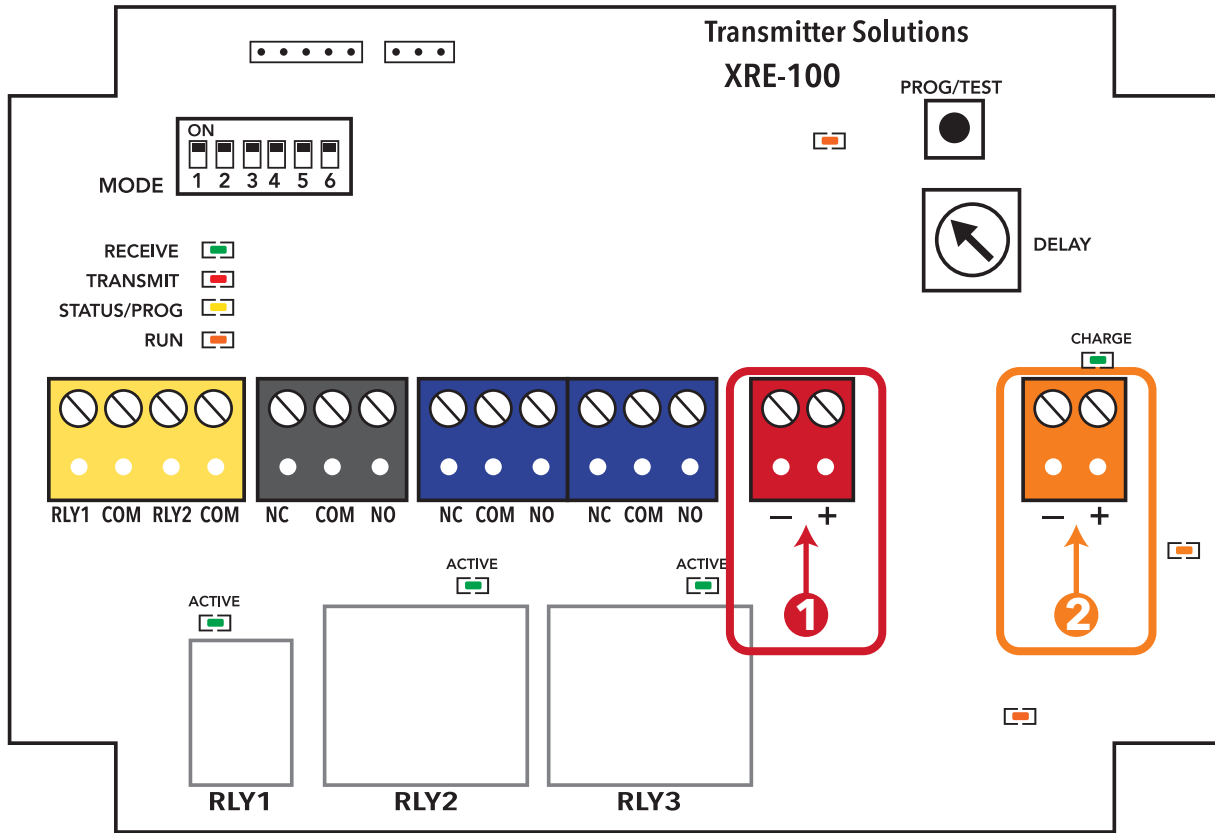 Transmitter Solutions
XRE-100
PROG/TEST
ON
1 2 3 4 5 6
MODE
DELAY
RECEIVE
TRANSMIT
STATUS/PROG
RUN
CHARGE
RLY1 COM RLY2 COM
NC COM NO
NC COM NO
NC COM NO
— +
— +
1
2
ACTIVE
ACTIVE
ACTIVE
RLY1
RLY2
RLY3